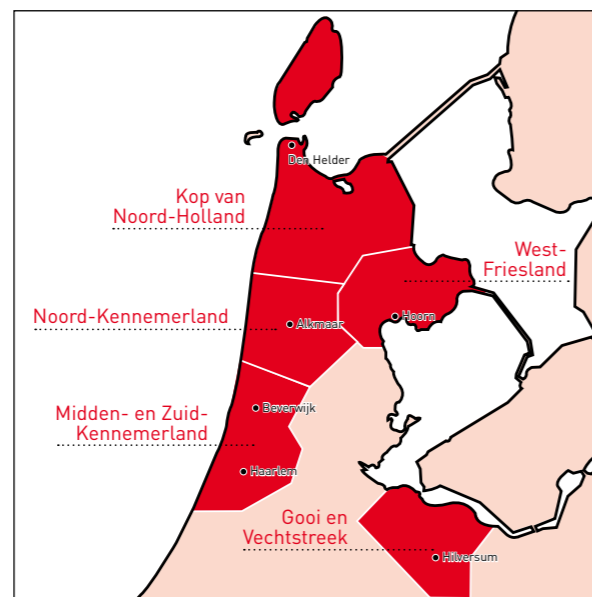 Den Helder
Kop van
Noord-Holland
West-
Friesland
Noord-Kennemerland
Alkmaar
Hoorn
Midden- en Zuid-
Kennemerland
Beverwijk
Haarlem
Gooi en
Vechtstreek
Hilversum